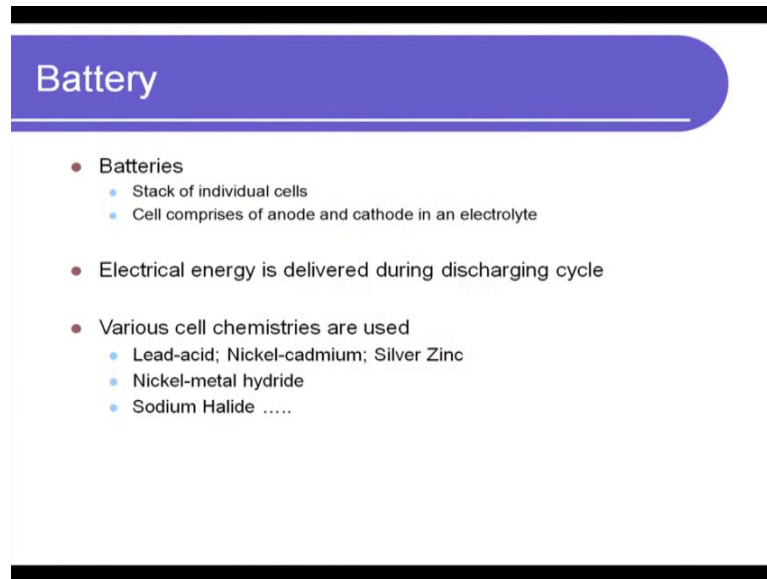 Battery
Batteries
Stack of individual cells
Cell comprises of anode and cathode in an electrolyte
Electrical energy is delivered during discharging cycle
Various cell chemistries are used
Lead-acid; Nickel-cadmium; Silver Zinc
Nickel-metal hydride
Sodium Halide .....